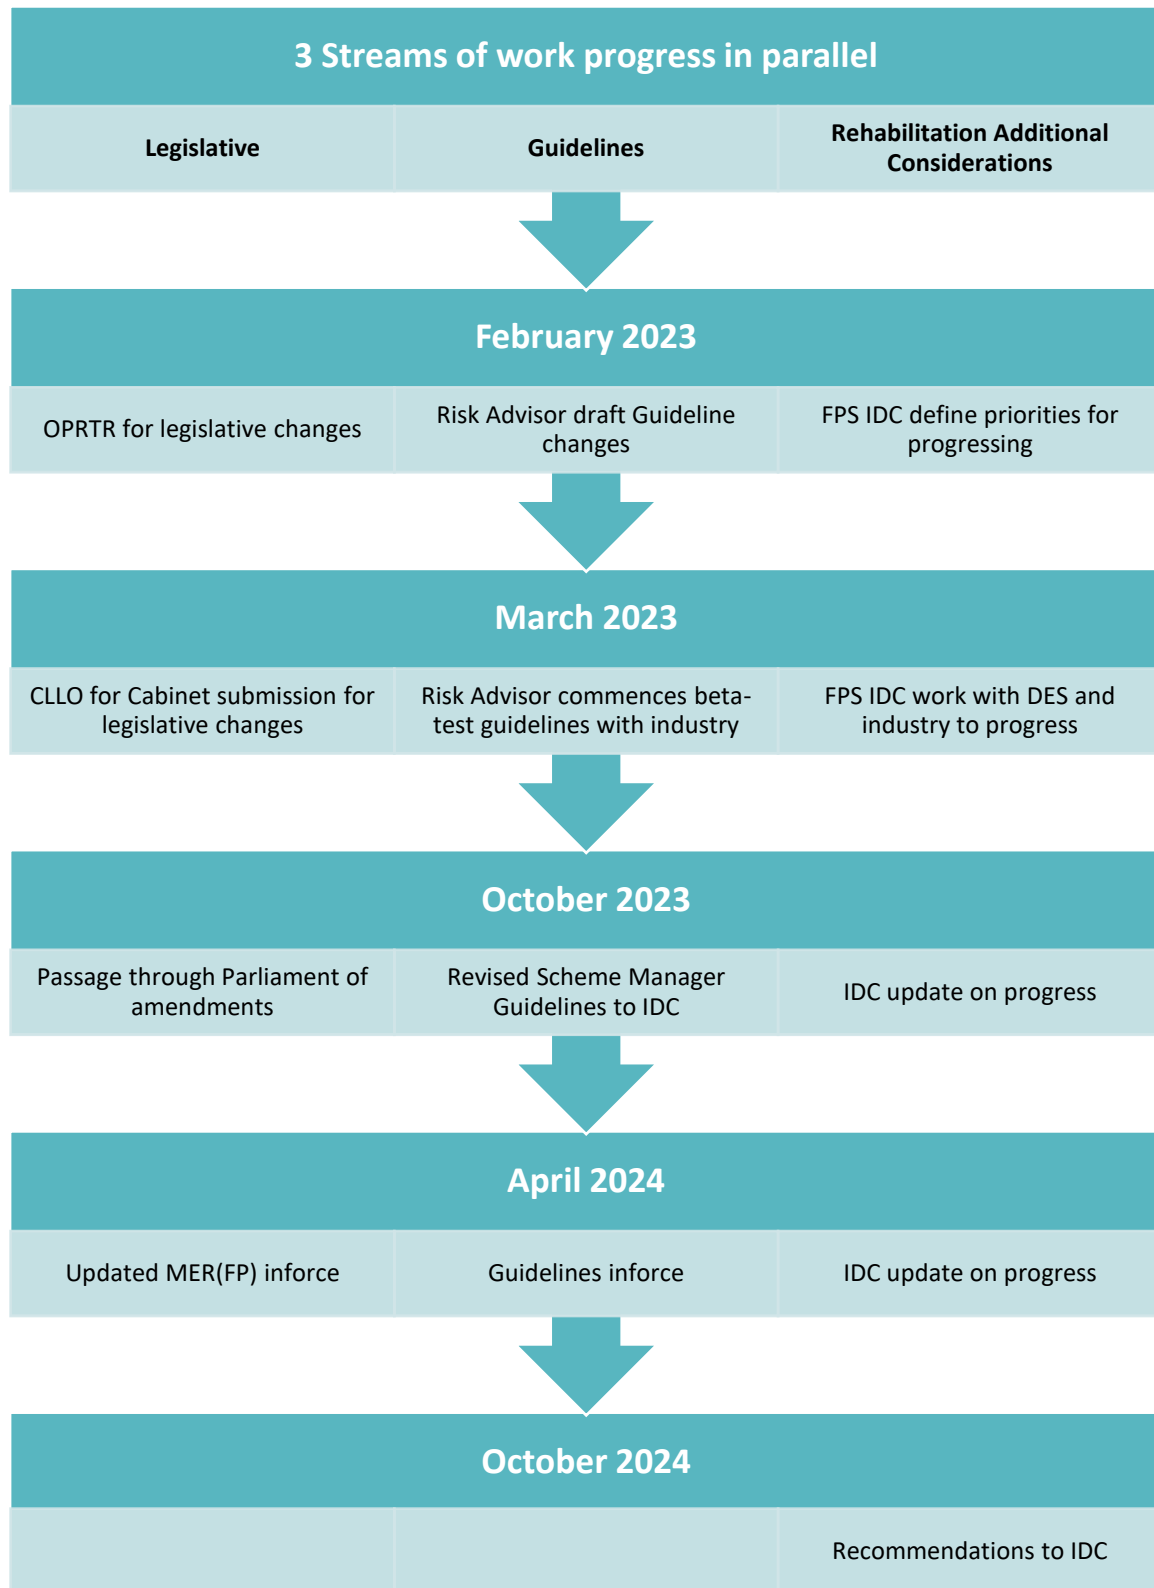 3 Streams of work progress in parallel
Legislative
Guidelines
Rehabilitation Additional
Considerations
February 2023
OPRTR for legislative changes
Risk Advisor draft Guideline
changes
FPS IDC define priorities for
progressing
March 2023
CLLO for Cabinet submission for
legislative changes
Risk Advisor commences beta-
test guidelines with industry
FPS IDC work with DES and
industry to progress
October 2023
Passage through Parliament of
amendments
Revised Scheme Manager
Guidelines to IDC
IDC update on progress
April 2024
Updated MER(FP) inforce
Guidelines inforce
IDC update on progress
October 2024
Recommendations to IDC